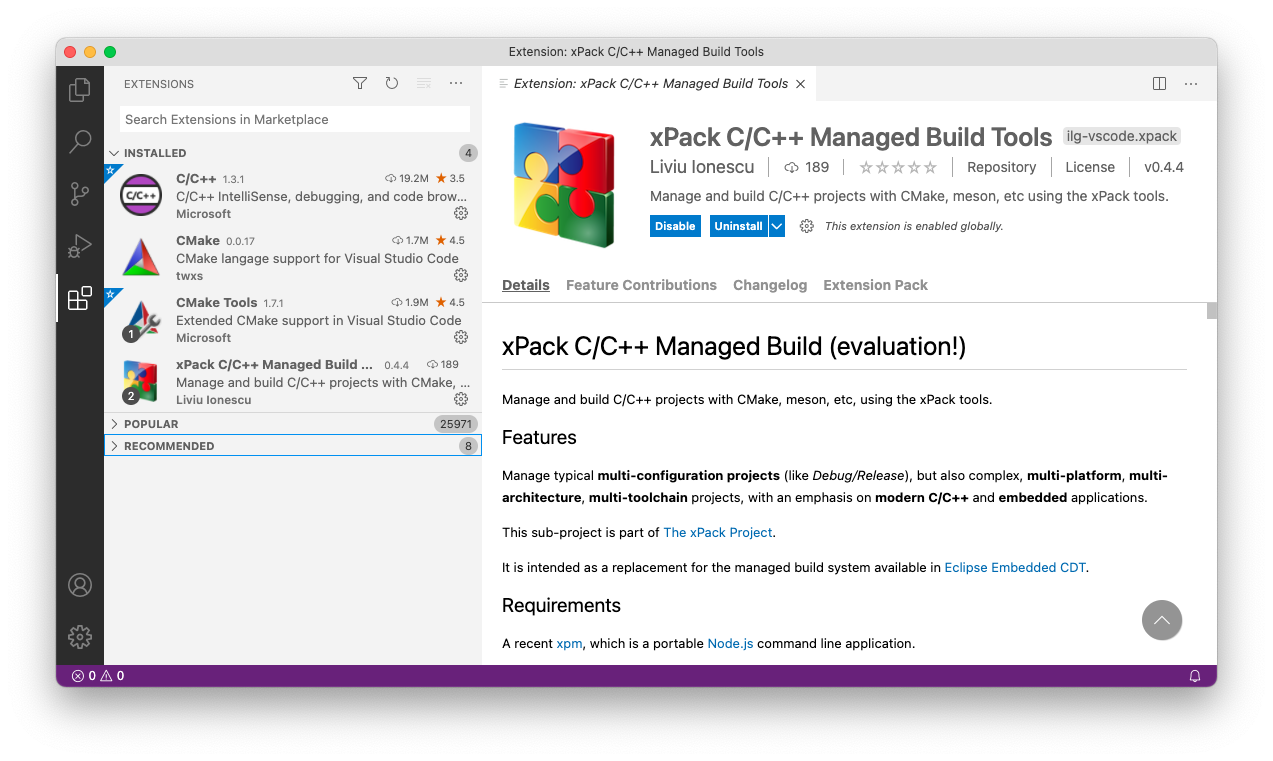 Extension: xPack C/C++ Managed Build Tools
EXTENSIONS
Search Extensions in Marketplace
INSTALLED 4
C/C++ 1.3.1 19.2M 3.5
C/C++ IntelliSense, debugging, and code brow...
Microsoft
CMake 0.0.17 1.7M 4.5
CMake langage support for Visual Studio Code
twxs
CMake Tools 1.7.1 1.9M 4.5
Extended CMake support in Visual Studio Code
1
Microsoft
xPack C/C++ Managed Build ... 0.4.4 189
Manage and build C/C++ projects with CMake, ...
2
Liviu Ionescu
POPULAR 25971
RECOMMENDED 8
Extension: xPack C/C++ Managed Build Tools
xPack C/C++ Managed Build Tools ilg-vscode.xpack
Liviu Ionescu 189 Repository License v0.4.4
Manage and build C/C++ projects with CMake, meson, etc using the xPack tools.
Disable Uninstall This extension is enabled globally.
Details Feature Contributions Changelog Extension Pack
xPack C/C++ Managed Build (evaluation!)
Manage and build C/C++ projects with CMake, meson, etc, using the xPack tools.
Features
Manage typical multi-configuration projects (like Debug/Release), but also complex, multi-platform, multi-
architecture, multi-toolchain projects, with an emphasis on modern C/C++ and embedded applications.
This sub-project is part of The xPack Project.
It is intended as a replacement for the managed build system available in Eclipse Embedded CDT.
Requirements
A recent xpm, which is a portable Node.js command line application.
0 0